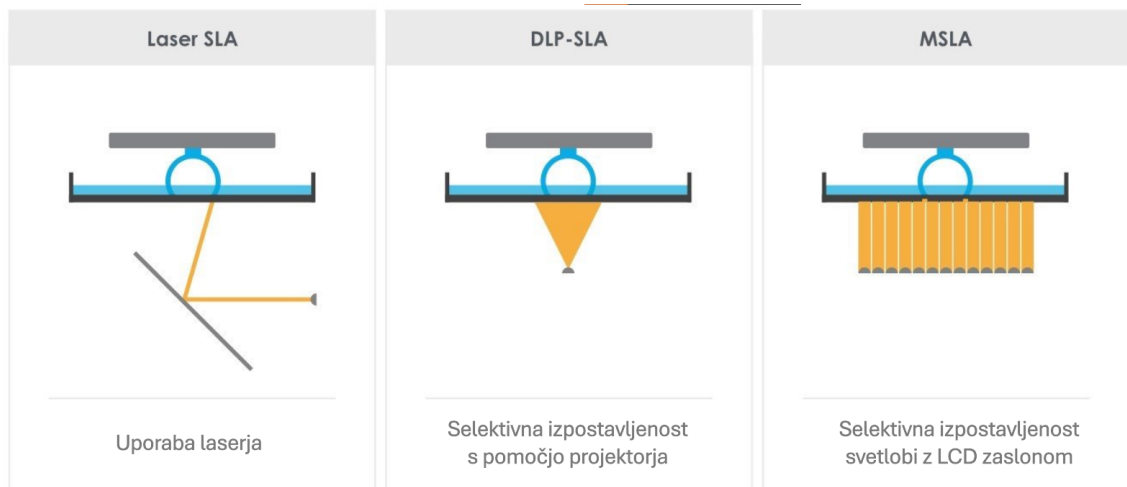 Laser SLA
DLP-SLA
MSLA
Uporaba laserja
Selektivna izpostavljenost
s pomočjo projektorja
Selektivna izpostavljenost
svetlobi z LCD zaslonom